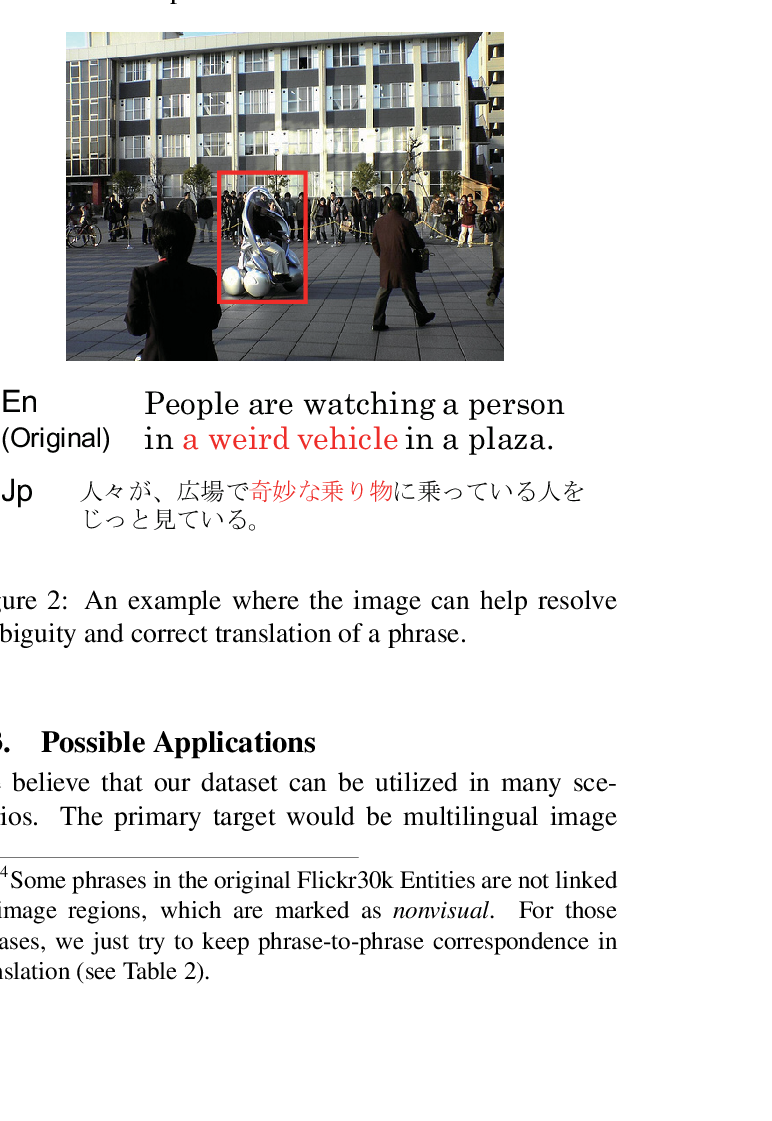 En
(Original)
People are watching a person
in a weird vehicle in a plaza.
Jp
人々が、広場で奇妙な乗り物に乗っている人を
じっと見ている。
gure 2: An example where the image can help resolve
biguity and correct translation of a phrase.
. Possible Applications
believe that our dataset can be utilized in many sce-
rios. The primary target would be multilingual image
4Some phrases in the original Flickr30k Entities are not linked
image regions, which are marked as nonvisual. For those
ases, we just try to keep phrase-to-phrase correspondence in
nslation (see Table 2).